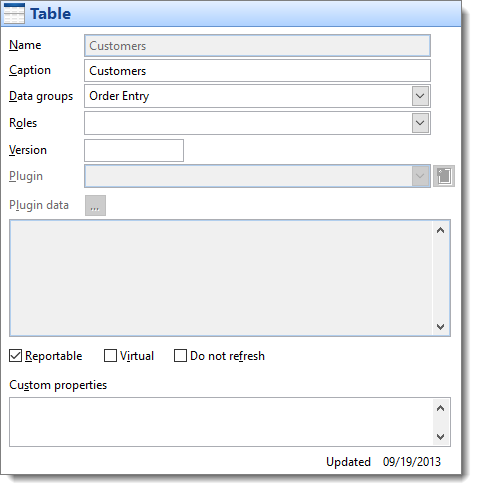 Table
Name Customers
Caption Customers
Data groups Order Entry
Roles
Version
Plugin
Plugin data ...
Reportable Virtual Do not refresh
Custom properties
Updated 09/19/2013